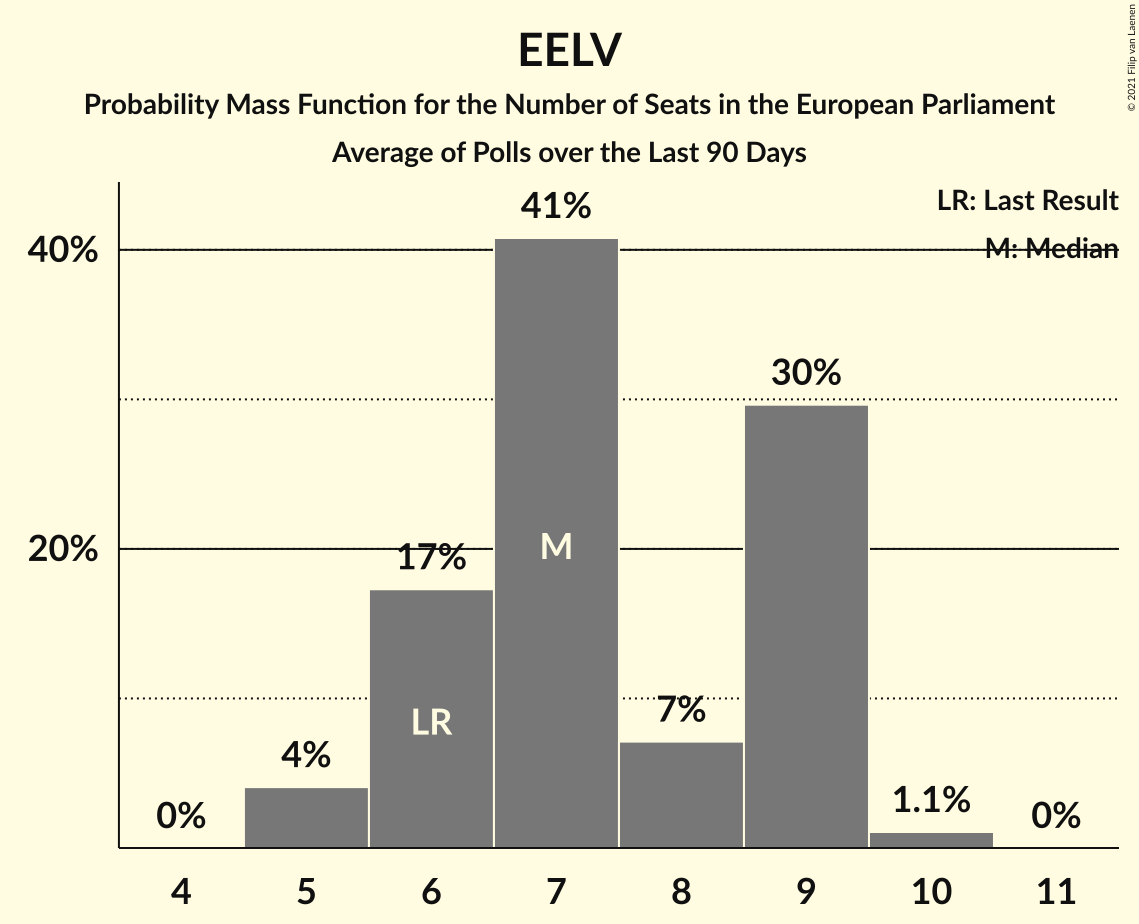 EELV
Probability Mass Function for the Number of Seats in the European Parliament
Average of Polls over the Last 90 Days
© 2021 Filip van Laenen
LR: Last Result
M: Median
40%
20%
0%
4%
17%
41%
7%
30%
1.1%
0%
LR
M
4 5 6 7 8 9 10 11